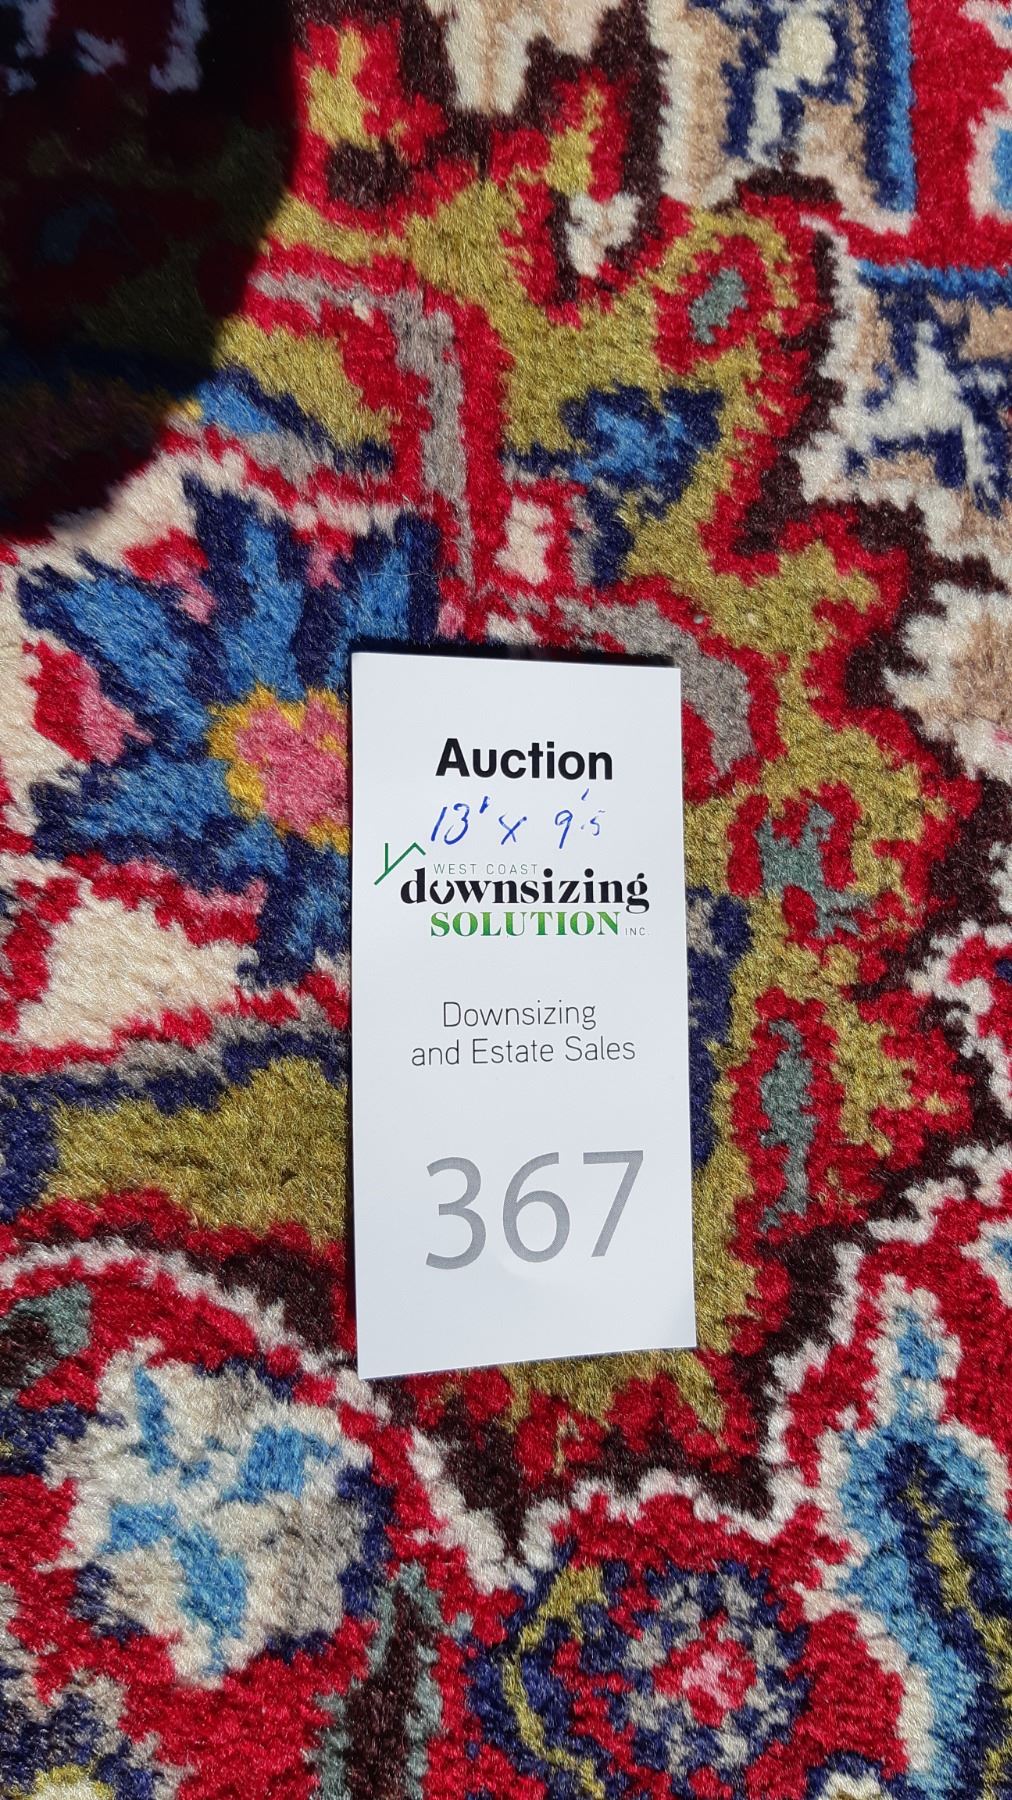 Auction
13' x 9'.5
WEST COAST
downsizing
SOLUTION INC.
Downsizing
and Estate Sales
367